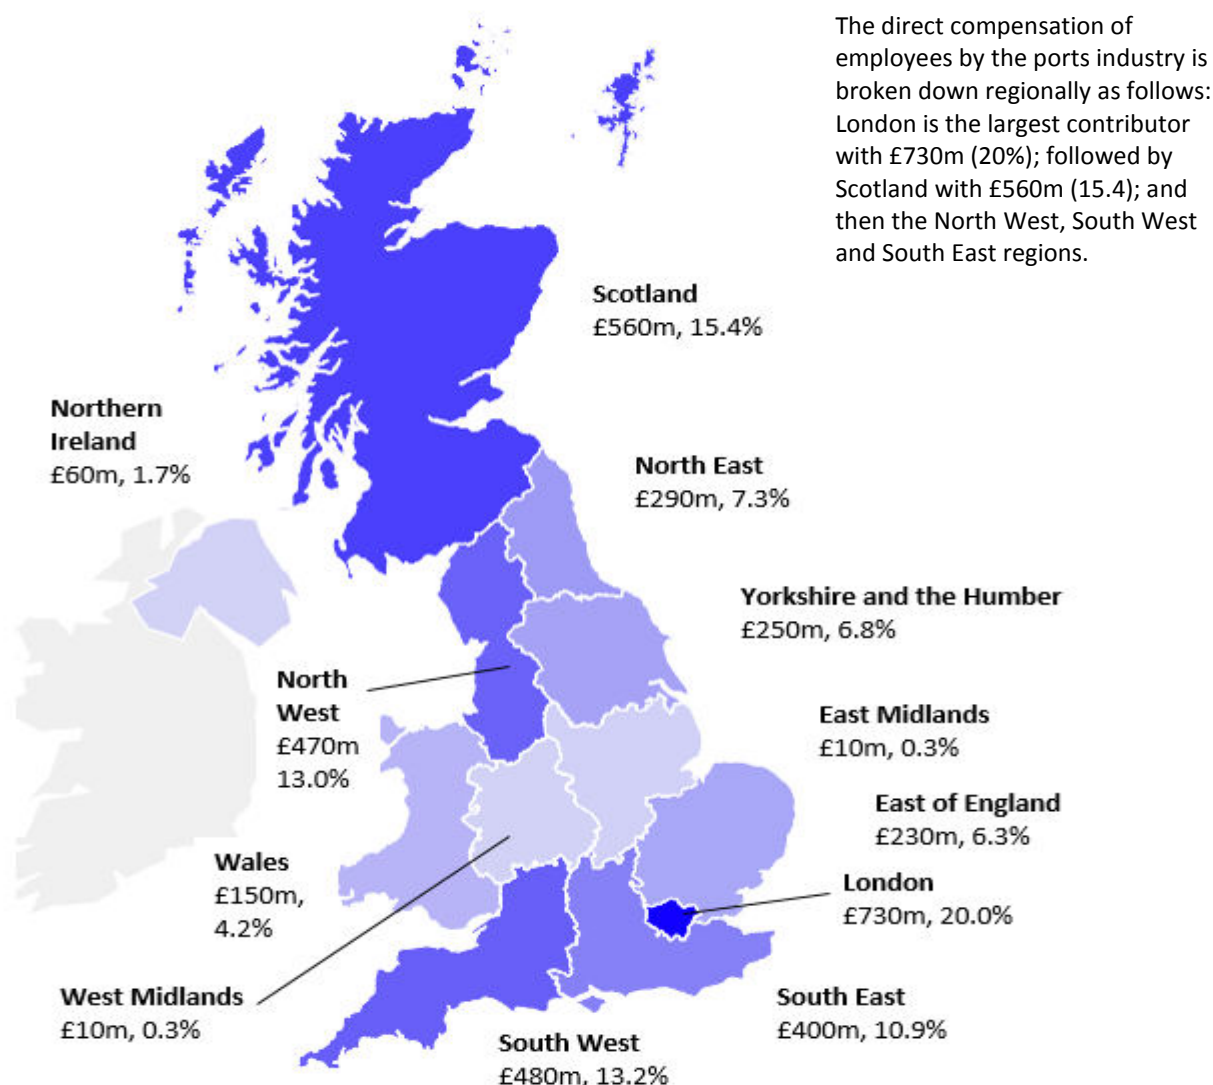 The direct compensation of
employees by the ports industry is
broken down regionally as follows:
London is the largest contributor
with £730m (20%); followed by
Scotland with £560m (15.4); and
then the North West, South West
and South East regions.
Scotland
£560m, 15.4%
Northern
Ireland
£60m, 1.7%
North East
£290m, 7.3%
Yorkshire and the Humber
£250m, 6.8%
North
West
£470m
13.0%
East Midlands
£10m, 0.3%
East of England
£230m, 6.3%
Wales
£150m,
4.2%
London
£730m, 20.0%
West Midlands
£10m, 0.3%
South East
£400m, 10.9%
South West
£480m, 13.2%